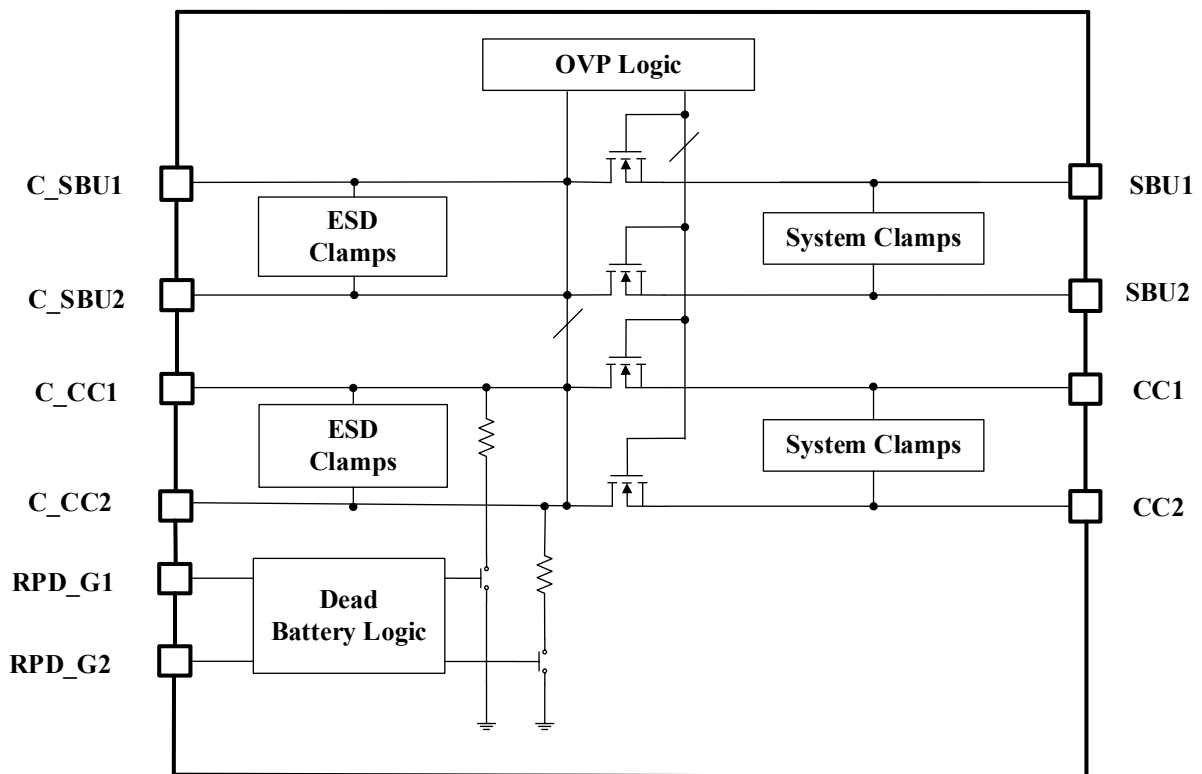 OVP Logic
C_SBU1
SBU1
ESD
Clamps
System Clamps
C_SBU2
SBU2
C_CC1
CC1
ESD
Clamps
System Clamps
C_CC2
CC2
RPD_G1
Dead
Battery Logic
RPD_G2